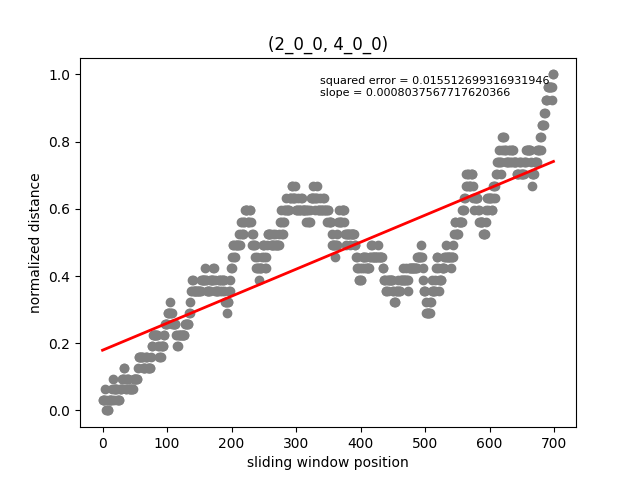 (2_0_0, 4_0_0)
squared error = 0.015512699316931946
slope = 0.0008037567717620366
normalized distance
1.0
0.8
0.6
0.4
0.2
0.0
0 100 200 300 400 500 600 700
sliding window position